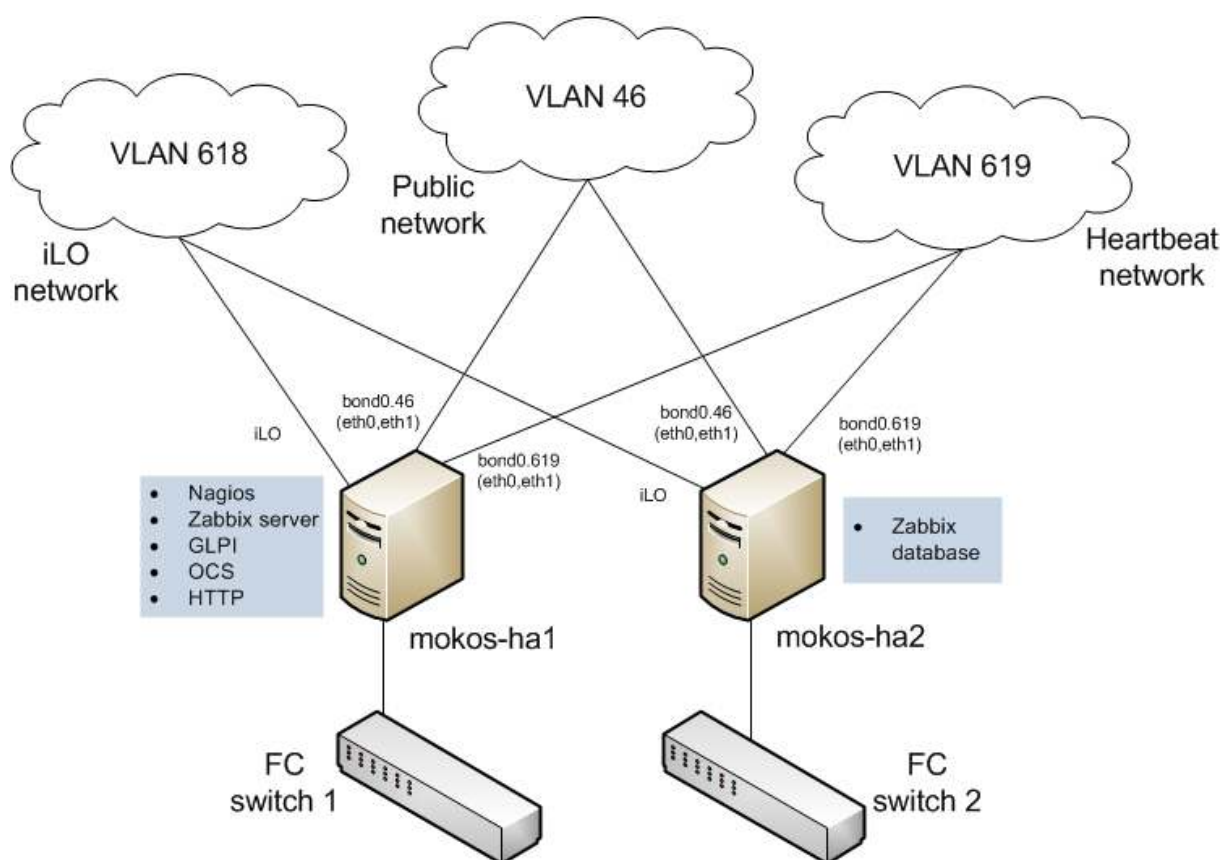 VLAN 618
VLAN 46
VLAN 619
iLO
network
Public
network
Heartbeat
network
iLO
bond0.46
(eth0,eth1)
bond0.619
(eth0,eth1)
bond0.46
(eth0,eth1)
iLO
bond0.619
(eth0,eth1)
• Nagios
• Zabbix server
• GLPI
• OCS
• HTTP
• Zabbix
database
mokos-ha1
mokos-ha2
FC
switch 1
FC
switch 2